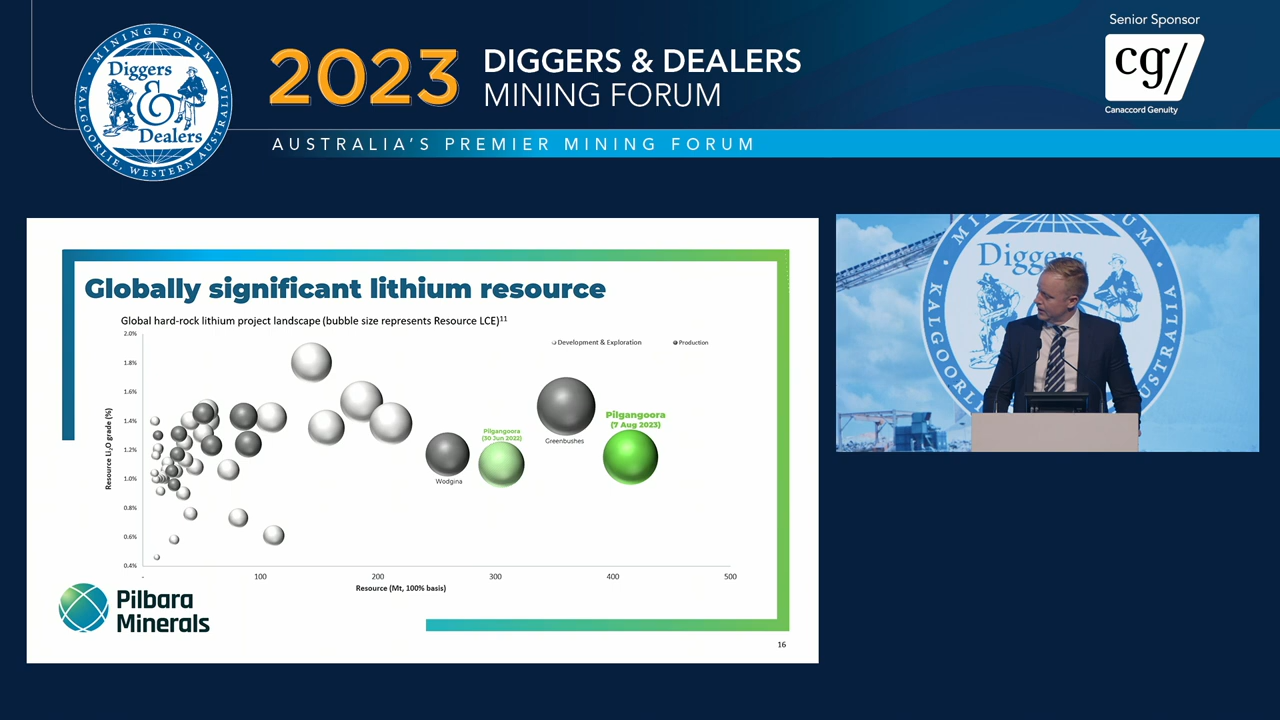 Senior Sponsor
cg/
Canaccord Genuity
MINING FORUM
Diggers
&
Dealers
KALGOORLIE, WESTERN AUSTRALIA
2023
DIGGERS & DEALERS
MINING FORUM
AUSTRALIA'S PREMIER MINING FORUM
Globally significant lithium resource
Global hard-rock lithium project landscape (bubble size represents Resource LCE)¹¹
Development & Exploration
Production
Resource Li₂O grade (%)
2.0%
1.8%
1.6%
1.4%
1.2%
1.0%
0.8%
0.6%
0.4%
Pilgangoora
(30 Jun 2022)
Wodgina
Greenbushes
Pilgangoora
(7 Aug 2023)
-
100
200
300
400
500
Resource (Mt, 100% basis)
Pilbara
Minerals
16
Diggers
KALGOORL
AUSTRALIA